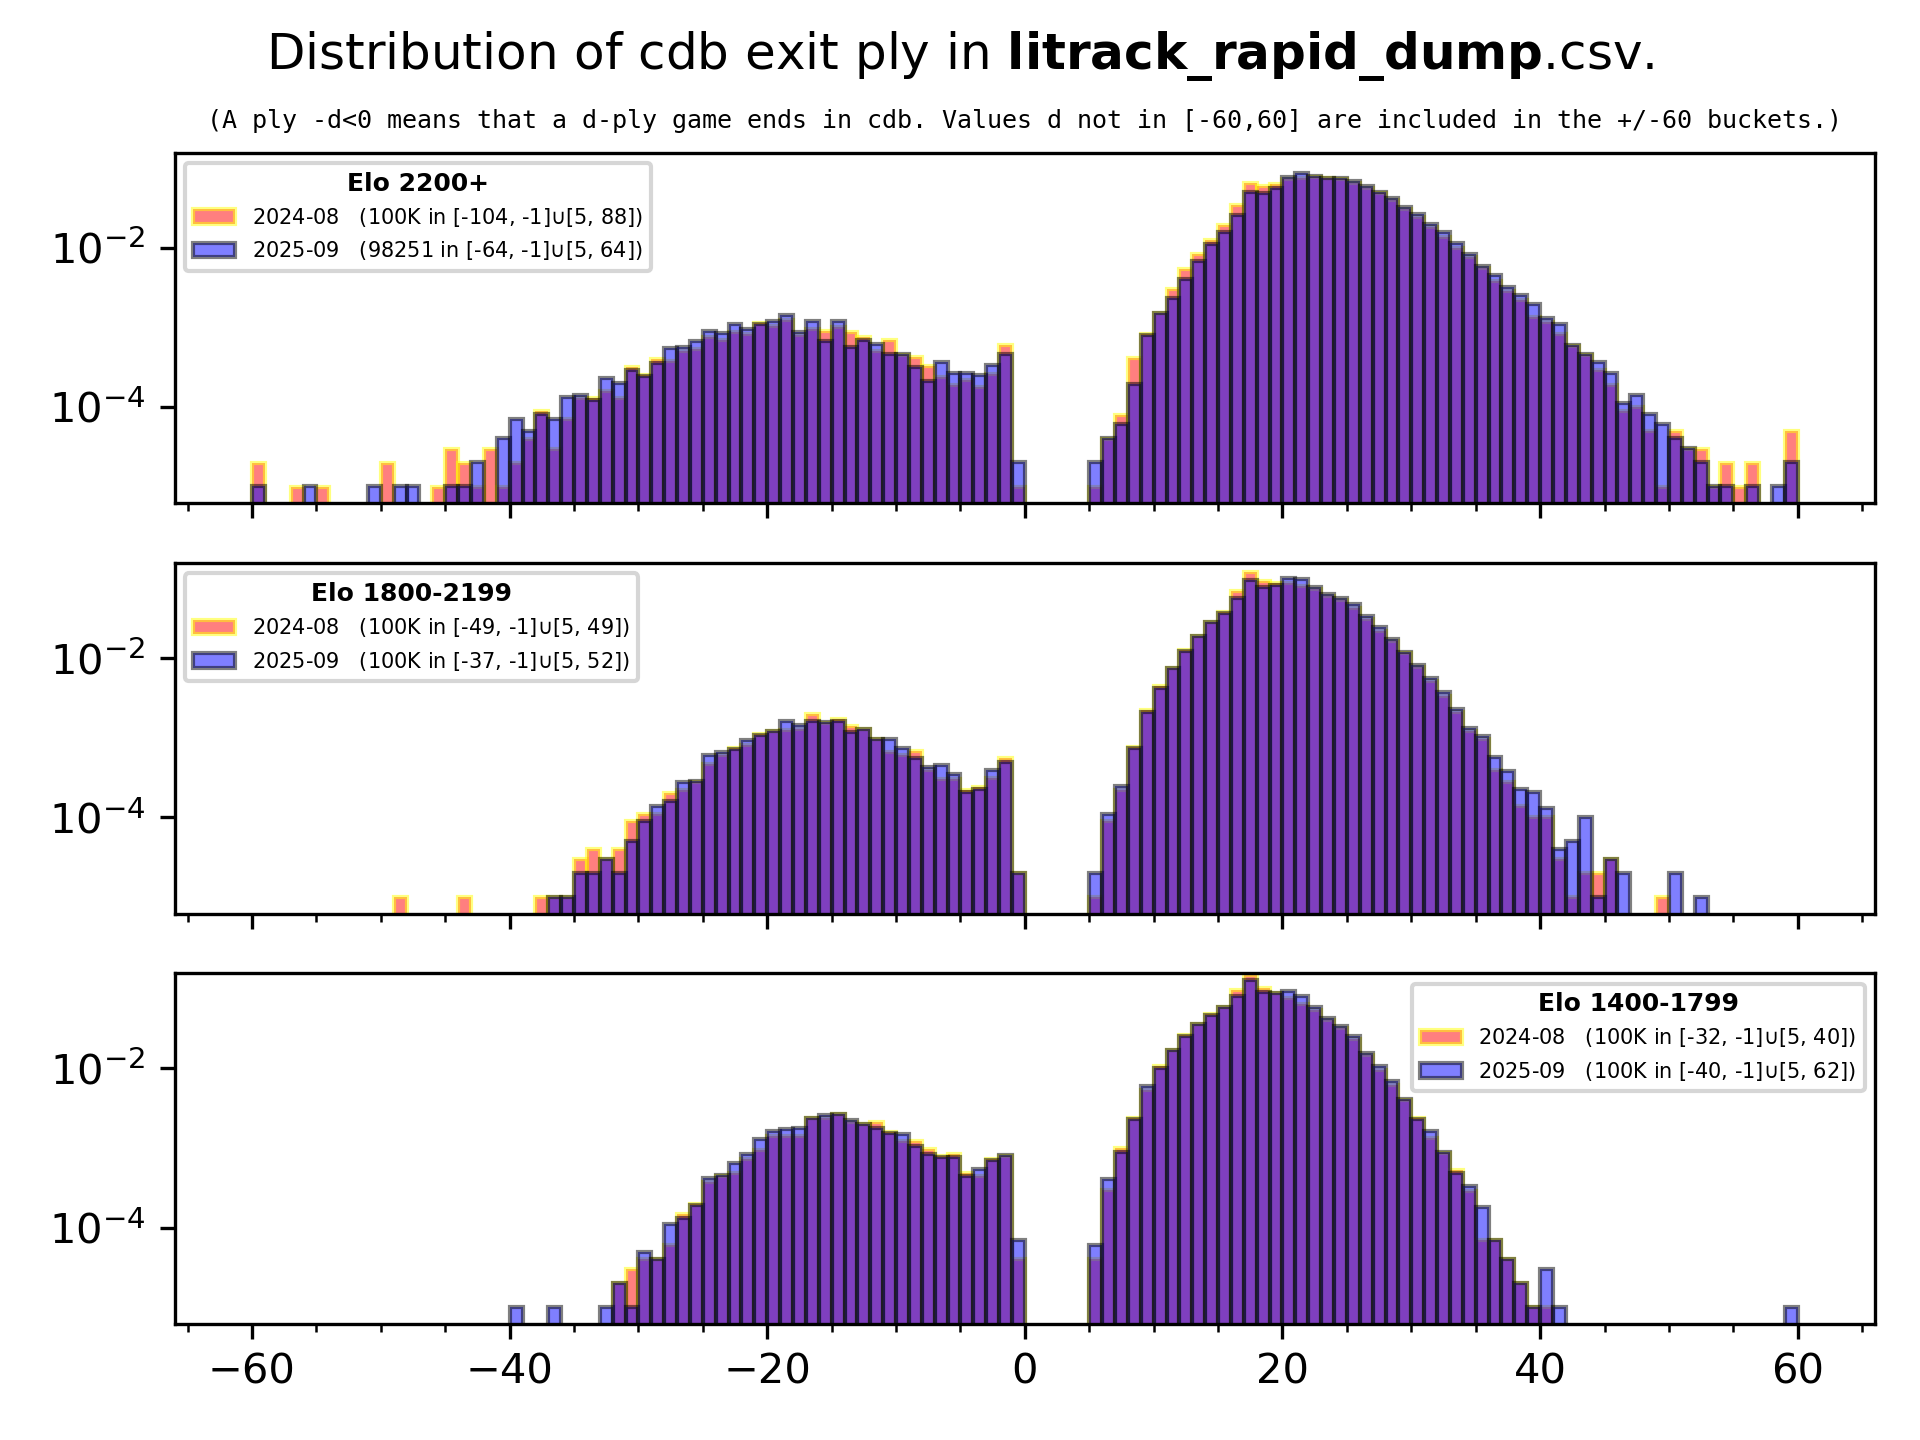 Distribution of cdb exit ply in litrack_rapid_dump.csv.
(A ply -d<0 means that a d-ply game ends in cdb. Values d not in [-60,60] are included in the +/-60 buckets.)
Elo 2200+
2024-08 (100K in [-104, -1]∪[5, 88])
2025-09 (98251 in [-64, -1]∪[5, 64])
10⁻²
10⁻⁴
Elo 1800-2199
2024-08 (100K in [-49, -1]∪[5, 49])
2025-09 (100K in [-37, -1]∪[5, 52])
10⁻²
10⁻⁴
Elo 1400-1799
2024-08 (100K in [-32, -1]∪[5, 40])
2025-09 (100K in [-40, -1]∪[5, 62])
10⁻²
10⁻⁴
−60 −40 −20 0 20 40 60